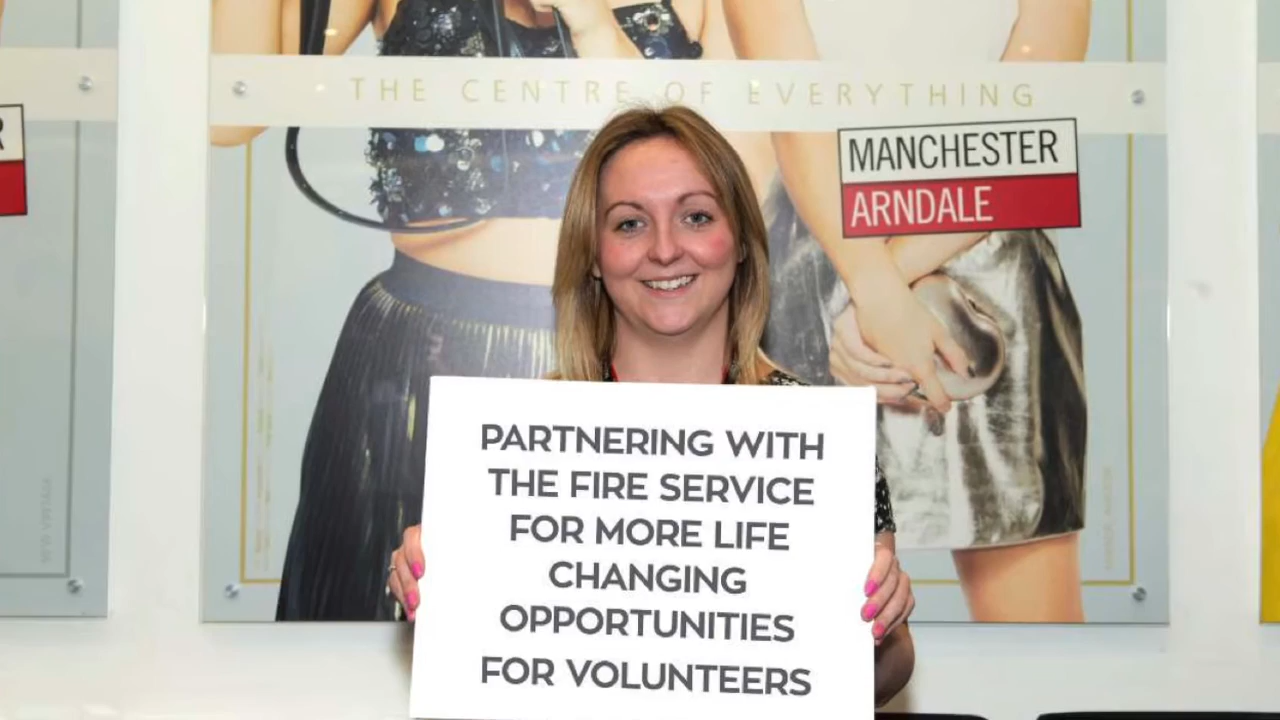 THE CENTRE OF EVERYTHING
R
MANCHESTER
ARNDALE
PARTNERING WITH
THE FIRE SERVICE
FOR MORE LIFE
CHANGING
OPPORTUNITIES
FOR VOLUNTEERS